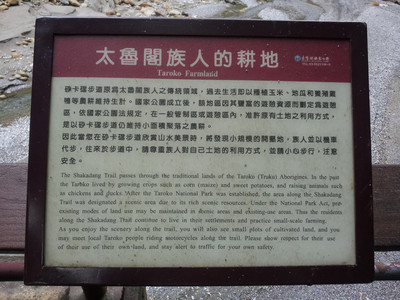 太魯閣族人的耕地
Taroko Farmland
砂卡礑步道原為太魯閣族人之傳統領域，過去生活即以種植玉米、地瓜和養豬雞
鴨等農耕維持生計。國家公園成立後，該地區因其豐富的遊憩資源而劃定為遊憩
區，依國家公園法規定，在一般管制區或遊憩區內，准許原有土地之利用方式，
原以砂卡礑步道仍維持小面積聚落之農耕。
因此當您在砂卡礑步道欣賞山水美景時，將發現小規模的開墾地，族人並以機車
代步，往來於步道中，請尊重族人對自己土地的利用方式，並請小心步行，注意
安全。
The Shakadang Trail passes through the traditional lands of the Taroko (Truku) Aborigines. In the past
the Taroko lived by growing crops such as corn (maize) and sweet potatoes, and raising animals such
as chickens and ducks. After the Taroko National Park was established, the area along the Shakadang
Trail was designated a scenic area due to its rich scenic resources. Under the National Park Act, pre-
existing modes of land use may be maintained in scenic areas and existing-use areas. Thus the residents
along the Shakadang Trail continue to live in their settlements and practice small-scale farming.
As you enjoy the scenery along the trail, you will also see small plots of cultivated land, and you
may meet local Taroko people riding motorcycles along the trail. Please show respect for their use
of their use of their own-land, and stay alert to traffic for your own safety.